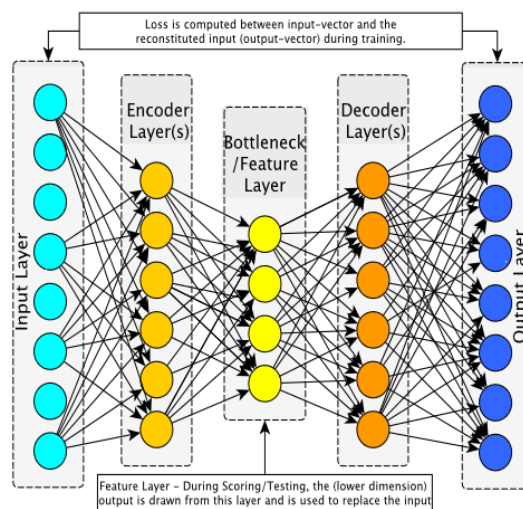 Loss is computed between input-vector and the
reconstituted input (output-vector) during training.
Input Layer
Encoder
Layer(s)
Bottleneck
/Feature
Layer
Decoder
Layer(s)
Output Layer
Feature Layer - During Scoring/Testing, the (lower dimension)
output is drawn from this layer and is used to replace the input